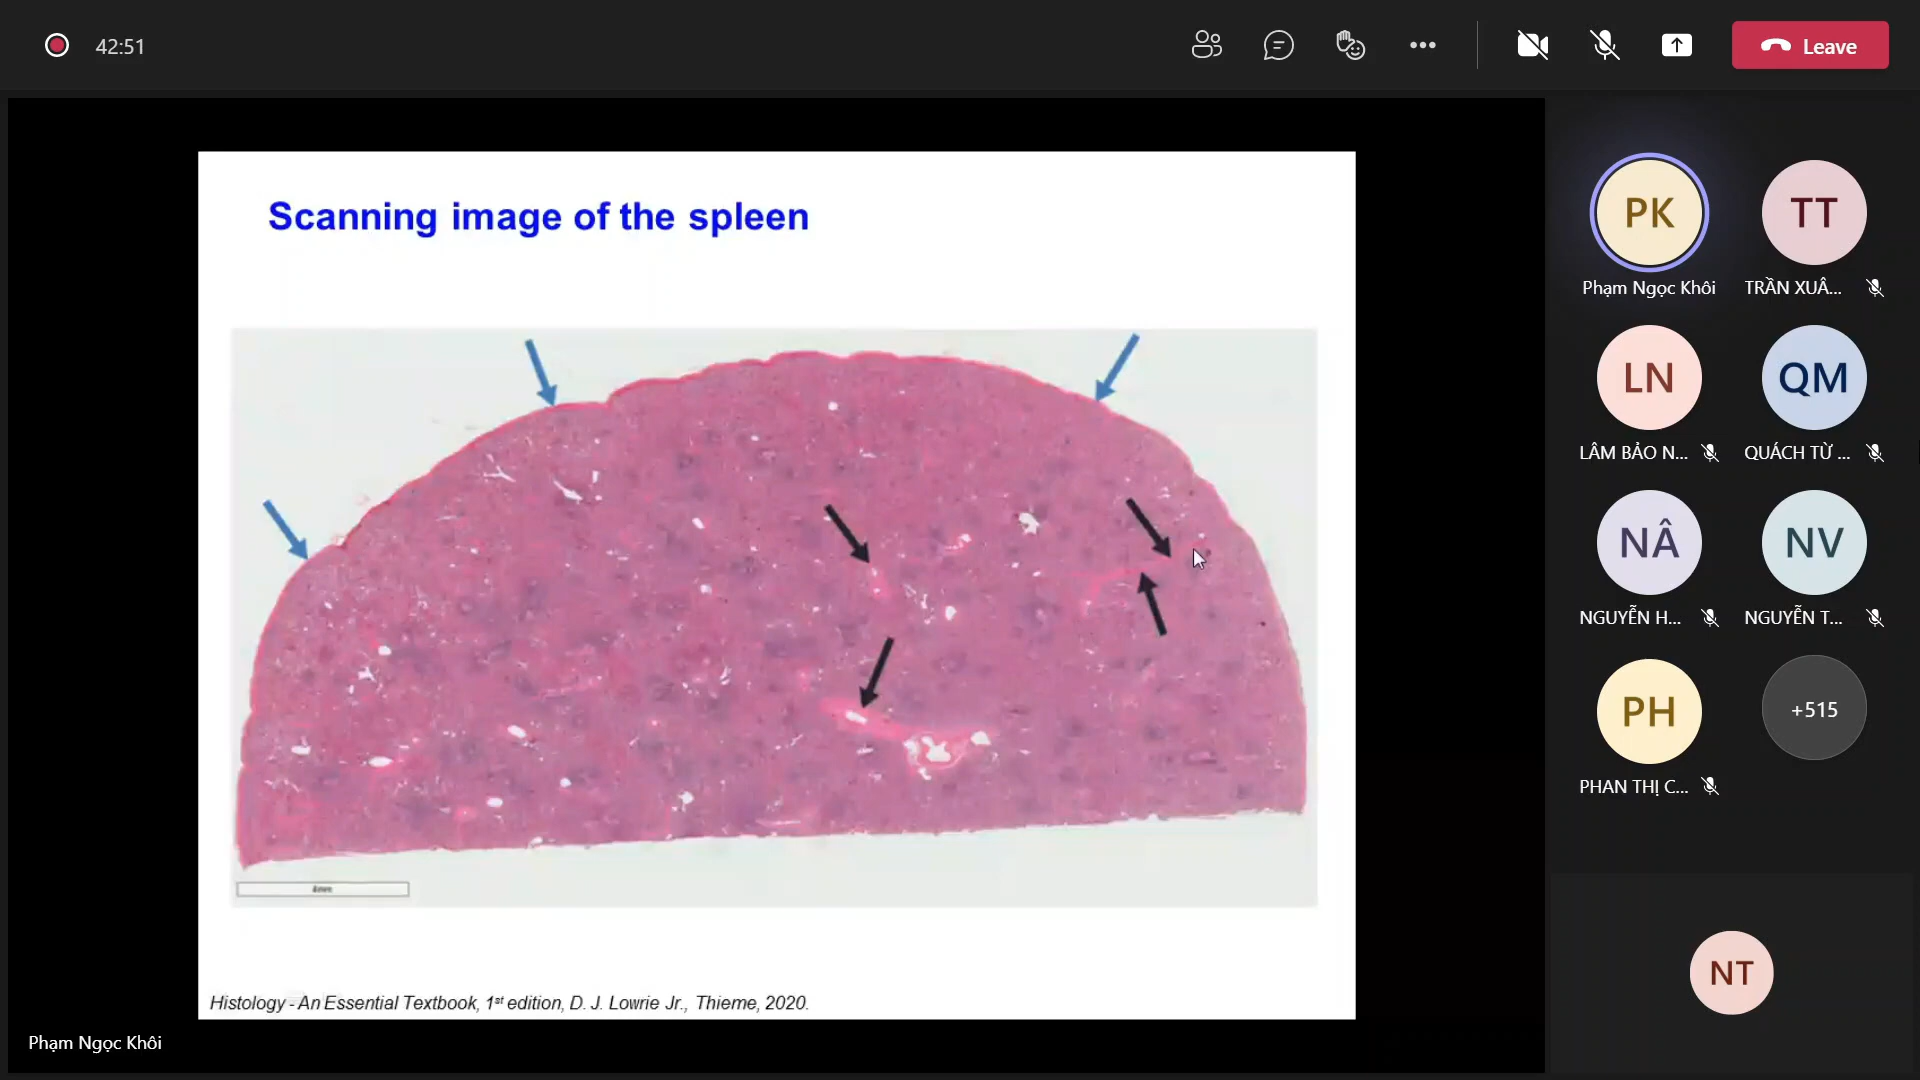 42:51
Leave
Scanning image of the spleen
4mm
Histology - An Essential Textbook, 1st edition, D. J. Lowrie Jr., Thieme, 2020.
Phạm Ngọc Khôi
PK
TT
Phạm Ngọc Khôi
TRẦN XUÂ...
LN
QM
LÂM BẢO N...
QUÁCH TỪ ...
NÂ
NV
NGUYỄN H...
NGUYỄN T...
PH
+515
PHAN THỊ C...
NT